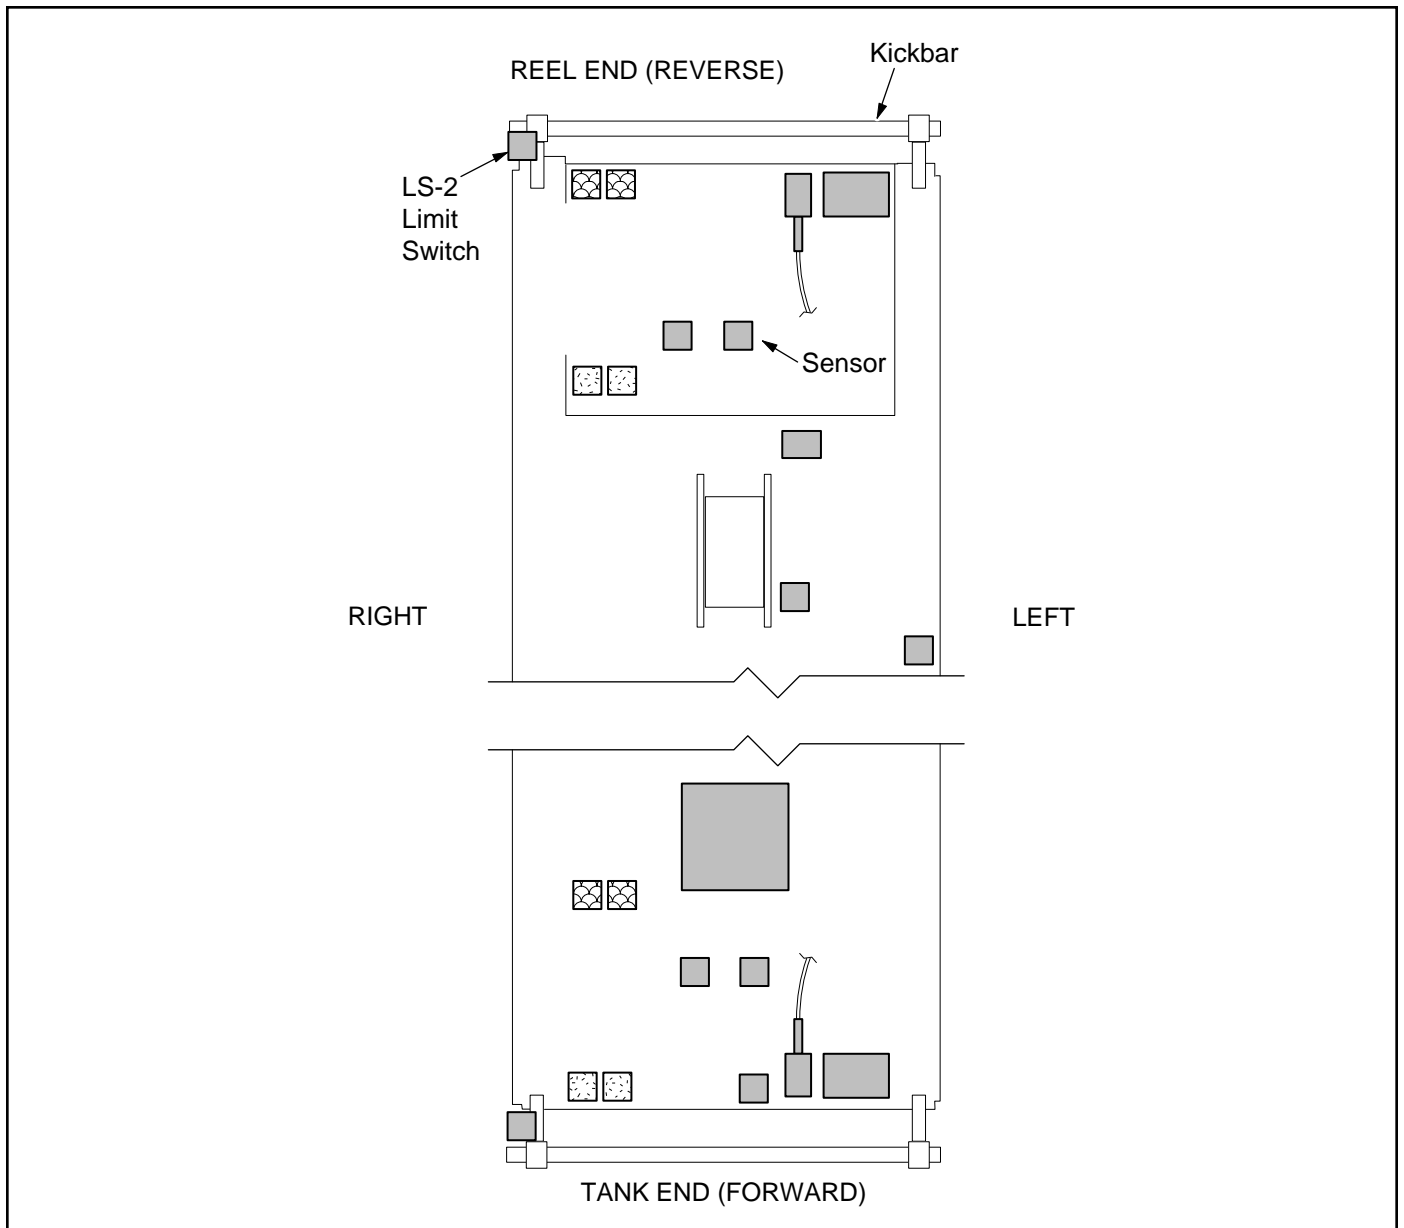 Kickbar
REEL END (REVERSE)
LS-2
Limit
Switch
Sensor
RIGHT
LEFT
TANK END (FORWARD)